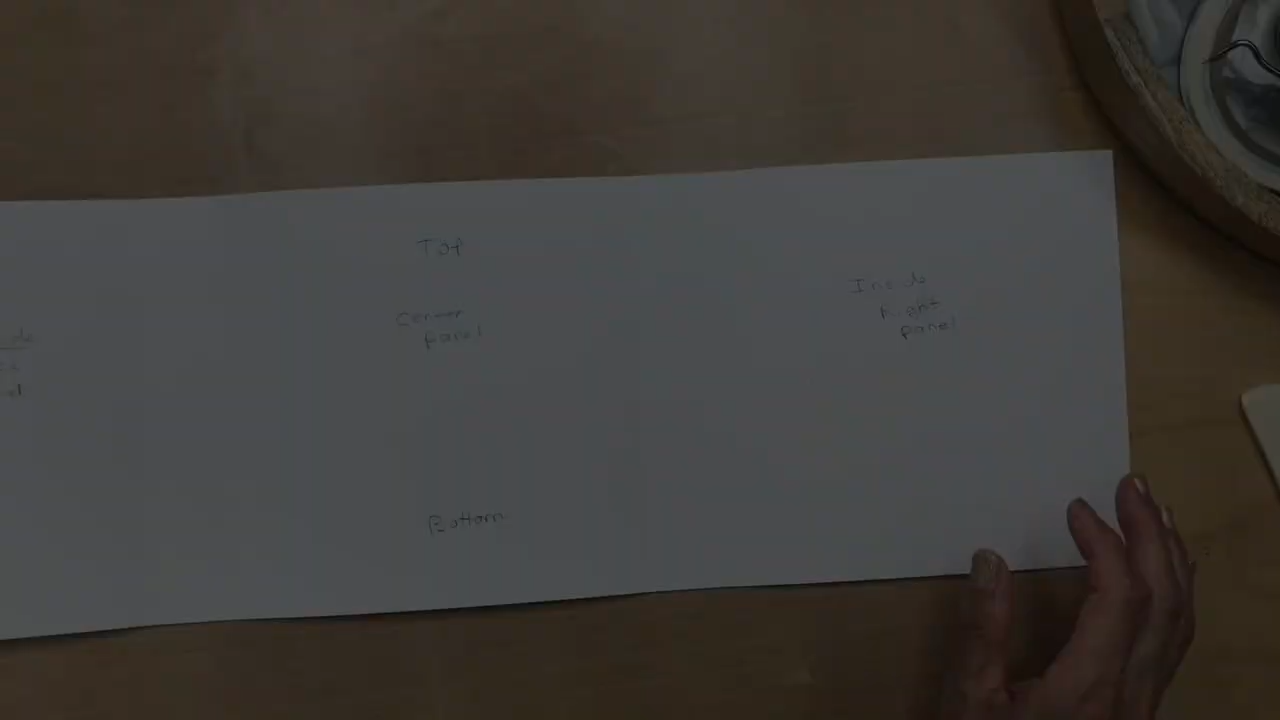 Top
Center
panel
Inside
Right
panel
Bottom